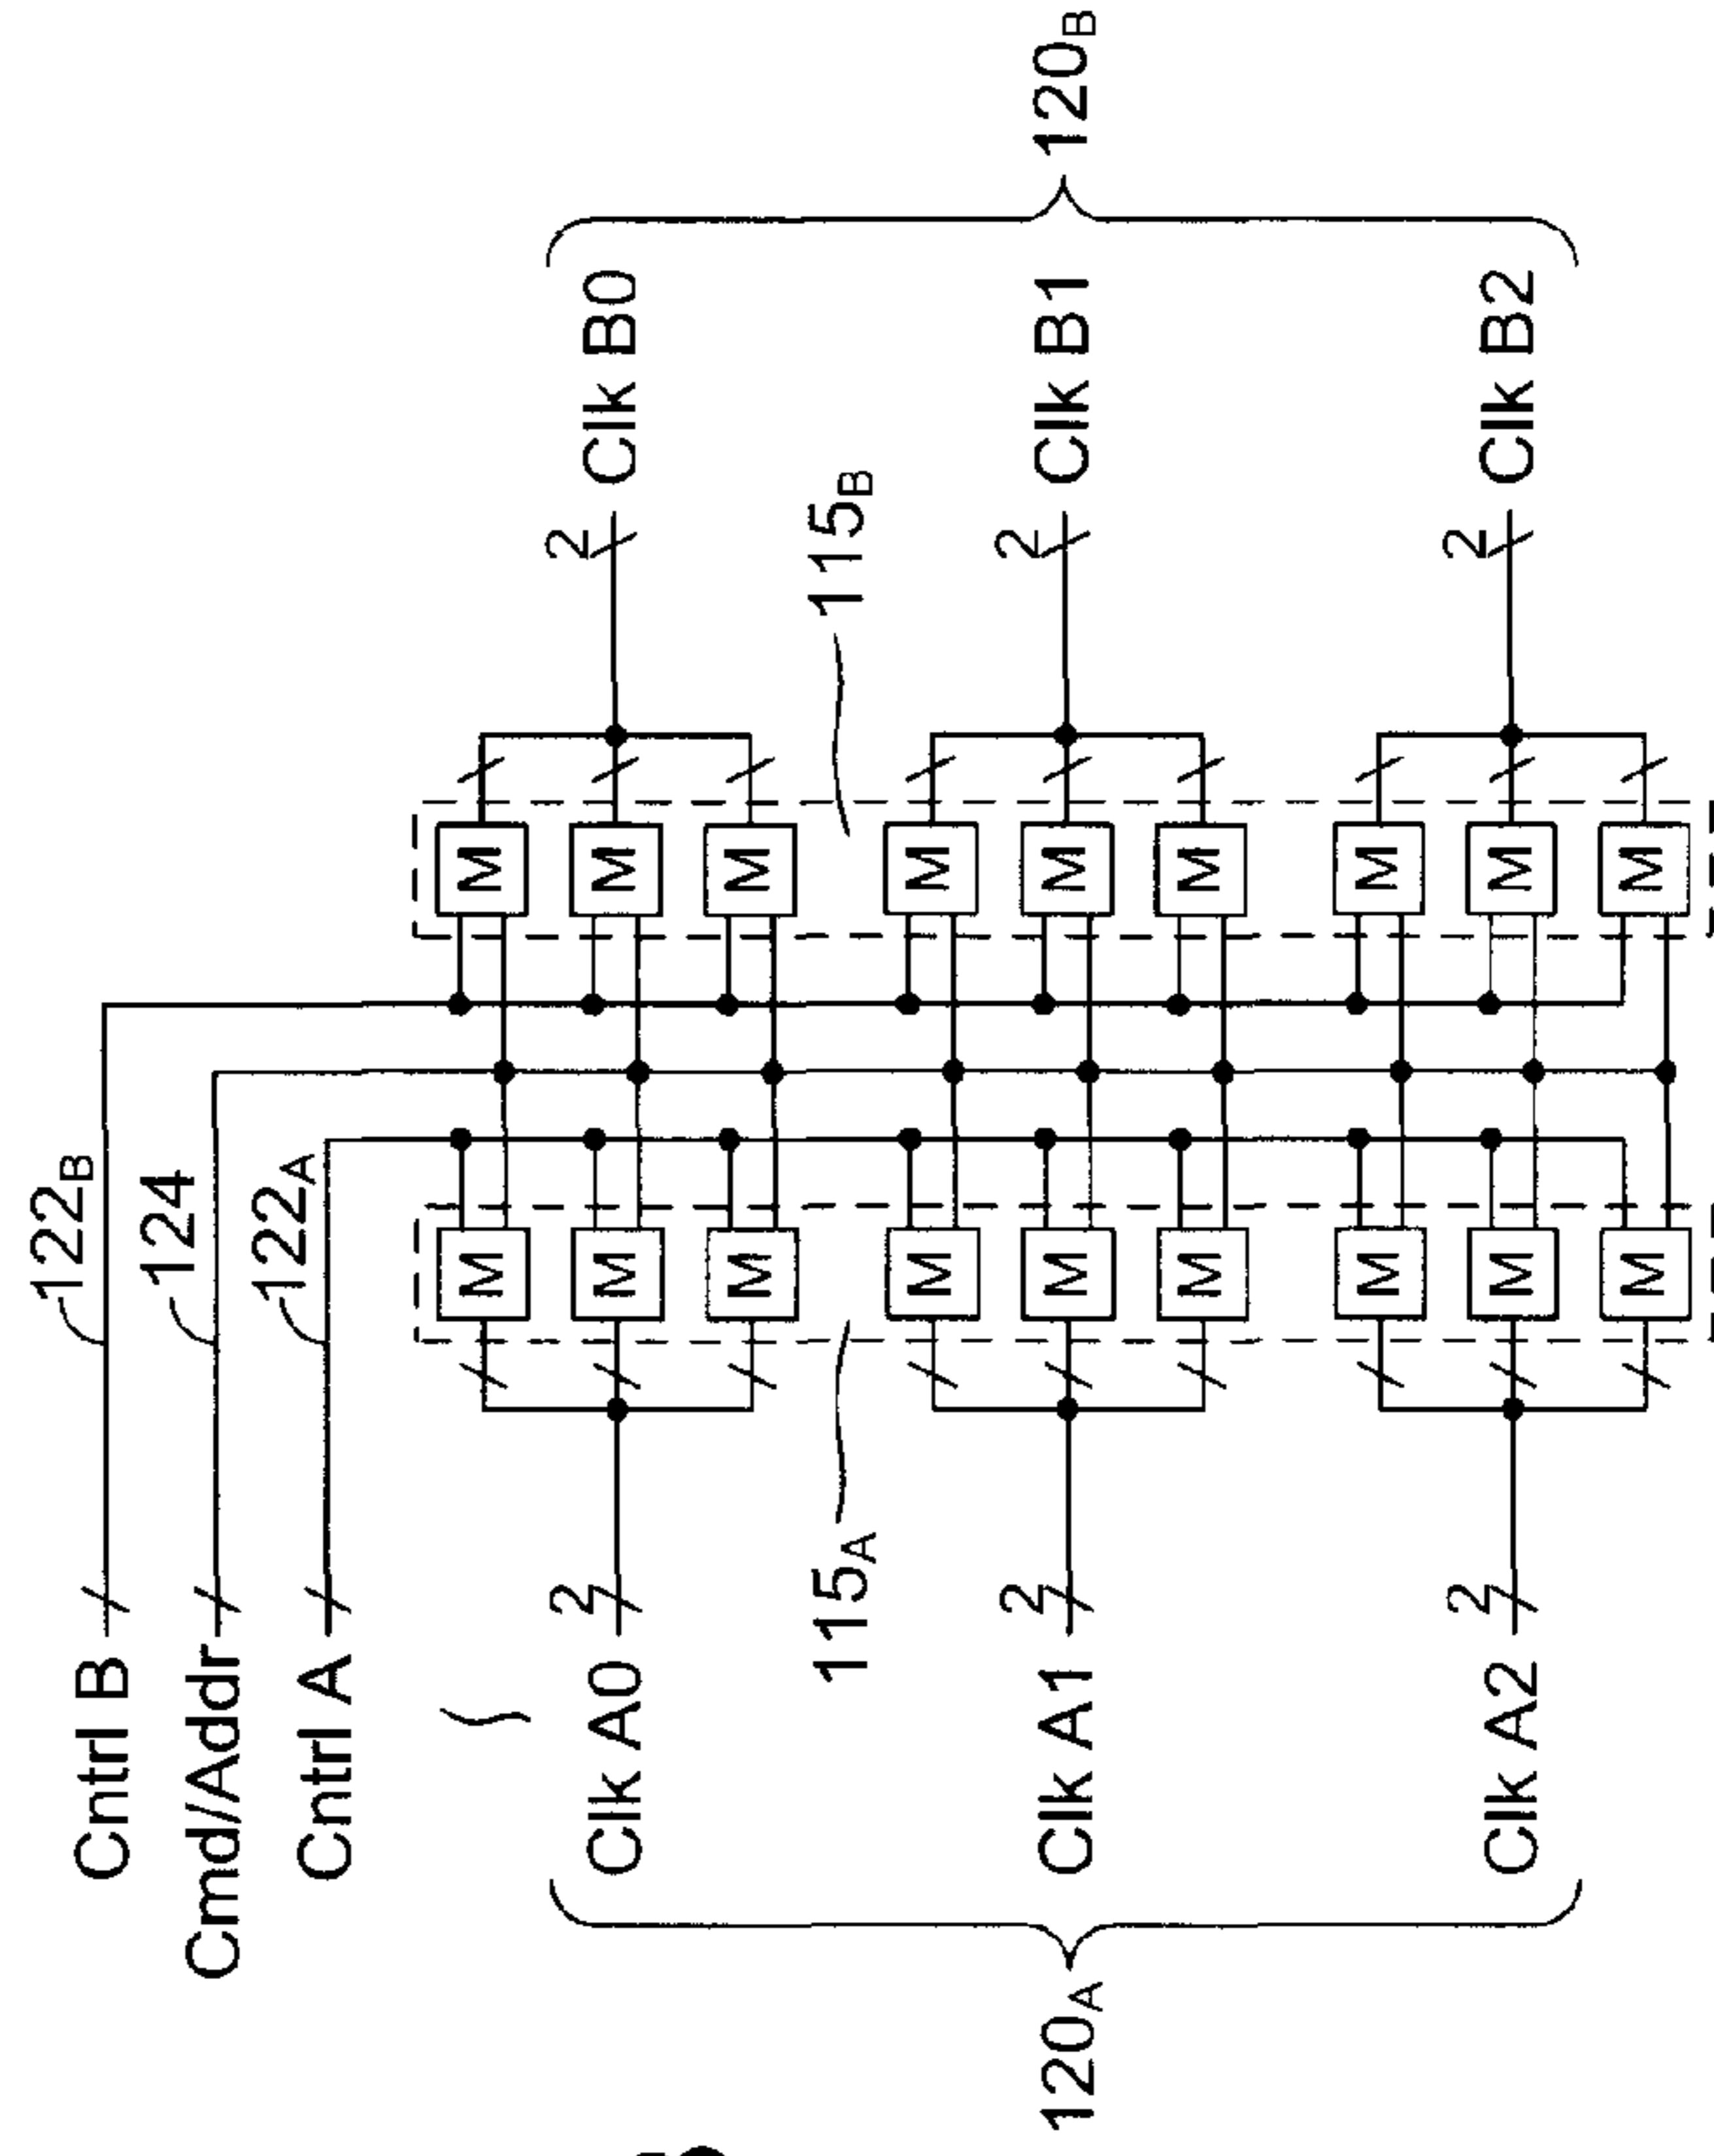 Cntrl B
122B
Cmd/Addr
124
Cntrl A
122A
M M
Clk A0 2 M M 2 Clk B0
M M
115A 115B
M M
120A Clk A1 2 M M 2 Clk B1 120B
M M
M M
Clk A2 2 M M 2 Clk B2
M M